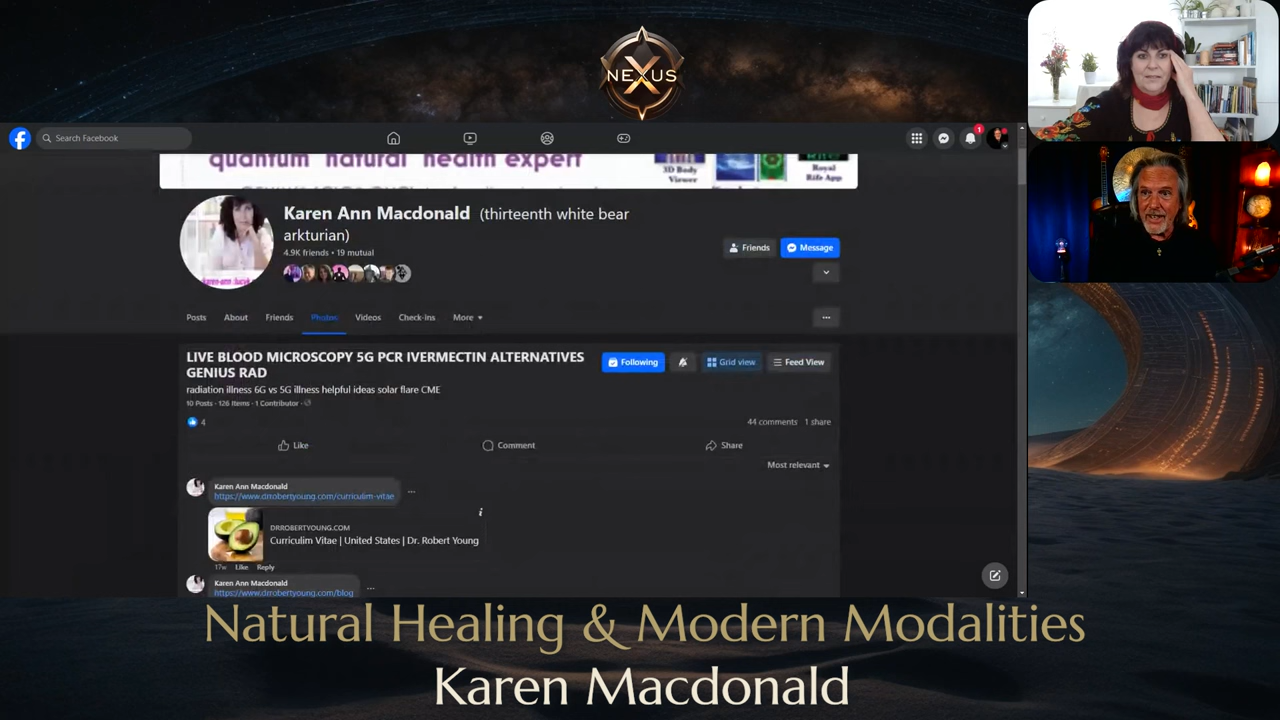 NEXUS
Search Facebook
1
quantum natural health expert
3D Body
Viewer
Royal
Rife App
Karen Ann Macdonald (thirteenth white bear
arkturian)
4.9K friends • 19 mutual
Friends
Message
Posts
About
Friends
Photos
Videos
Check-ins
More
LIVE BLOOD MICROSCOPY 5G PCR IVERMECTIN ALTERNATIVES
GENIUS RAD
Following
Grid view
Feed View
radiation illness 6G vs 5G illness helpful ideas solar flare CME
10 Posts · 126 Items · 1 Contributor ·
4
44 comments 1 share
Like
Comment
Share
Most relevant
Karen Ann Macdonald
https://www.drrobertyoung.com/curriculim-vitae
DRROBERTYOUNG.COM
Curriculim Vitae | United States | Dr. Robert Young
17w Like Reply
Karen Ann Macdonald
https://www.drrobertyoung.com/blog
Natural Healing & Modern Modalities
Karen Macdonald